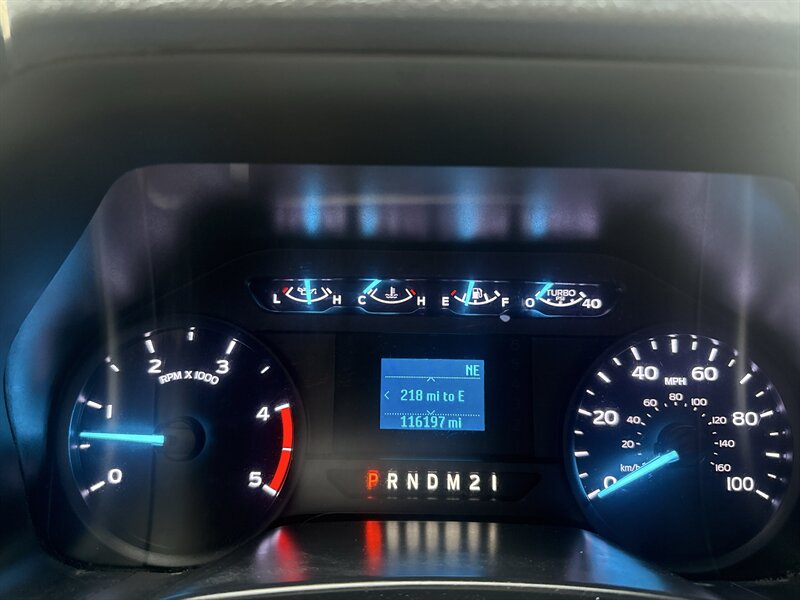 L H C H E F 0 TURBO PSI 40
0 1 2 3 4 5
RPM X 1000
NE
218 mi to E
116197 mi
P R N D M 2 1
0 20 40 60 80 100
MPH
20 40 60 80 100 120 140 160
km/h